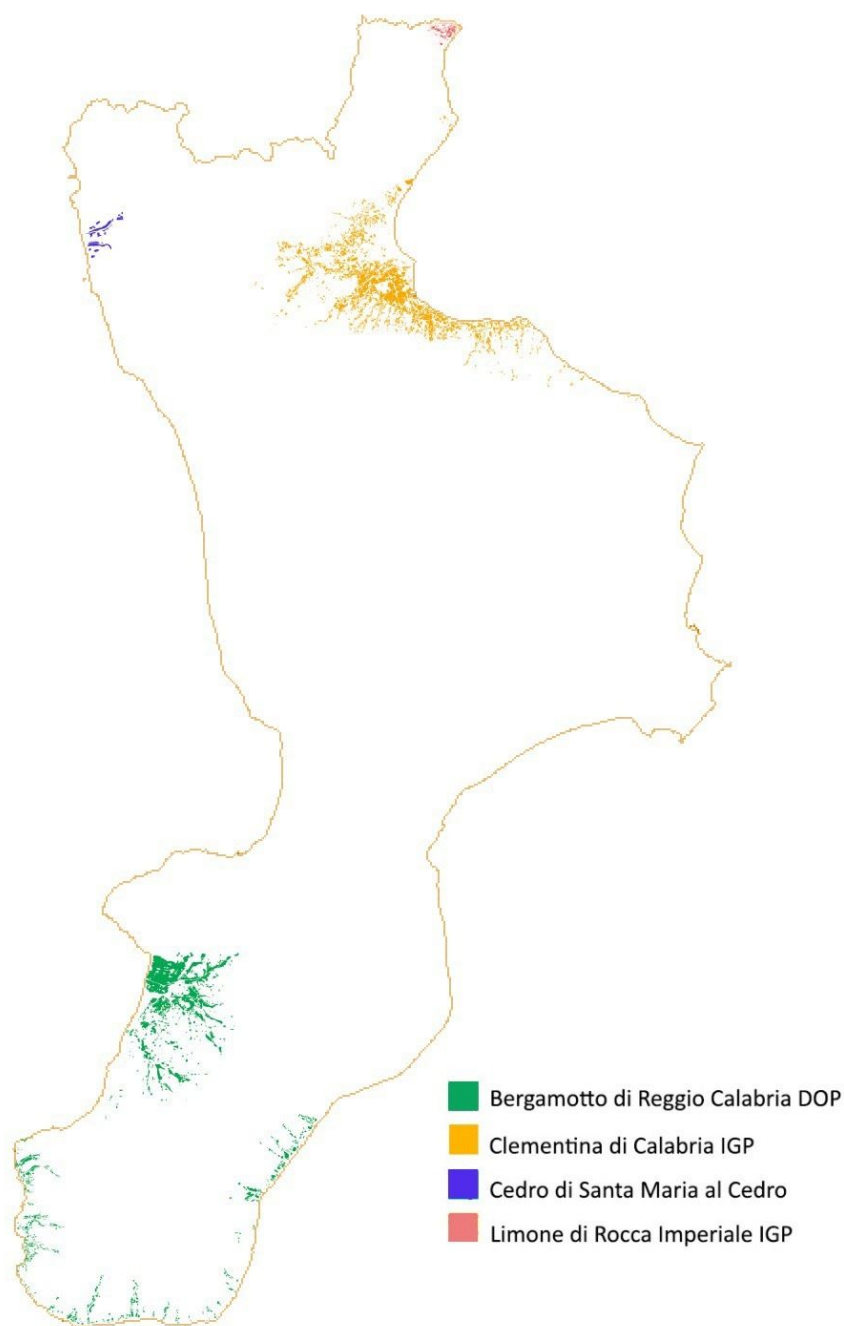 Bergamotto di Reggio Calabria DOP
Clementina di Calabria IGP
Cedro di Santa Maria al Cedro
Limone di Rocca Imperiale IGP